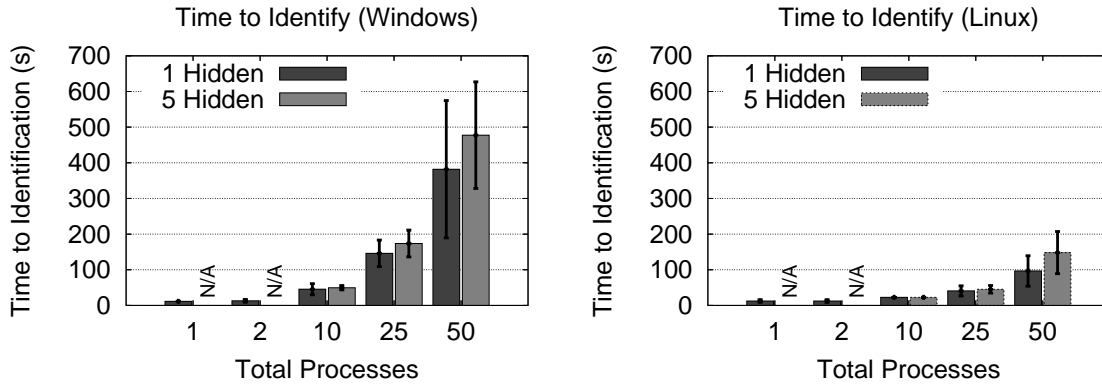 Time to Identify (Windows)
Time to Identification (s)
700
600
500
400
300
200
100
0
1 Hidden
5 Hidden
N/A
N/A
1 2 10 25 50
Total Processes
Time to Identify (Linux)
Time to Identification (s)
700
600
500
400
300
200
100
0
1 Hidden
5 Hidden
N/A
N/A
1 2 10 25 50
Total Processes